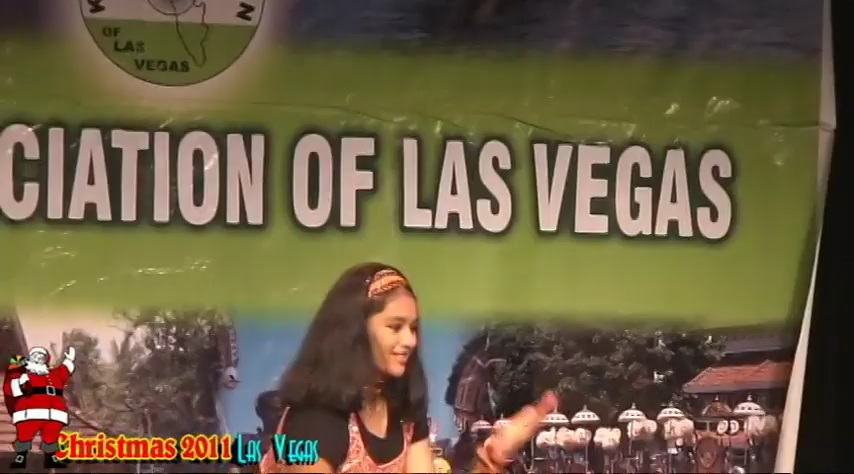 OF
LAS
VEGAS
CIATION OF LAS VEGAS
Christmas 2011 Las Vegas